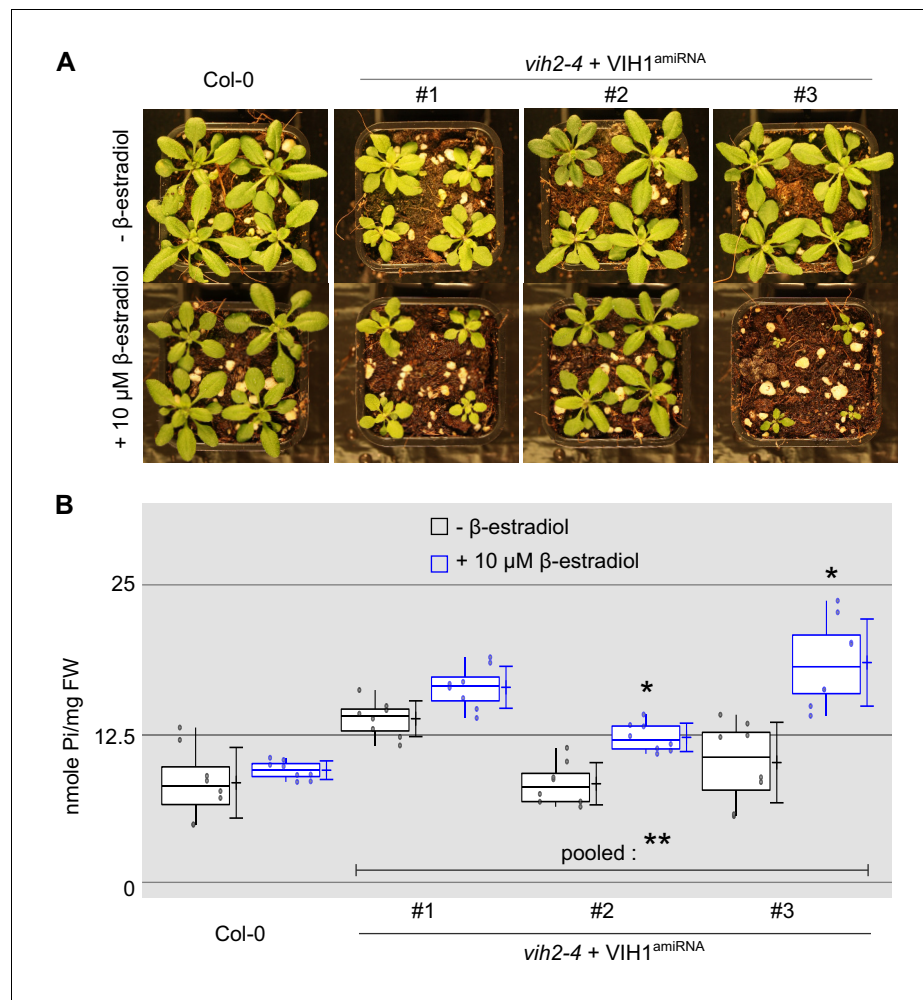 A
Col-0
vih2-4 + VIH1amiRNA
#1 #2 #3
- β-estradiol
+ 10 μM β-estradiol
B
- β-estradiol
+ 10 μM β-estradiol
nmole Pi/mg FW
25
12.5
0
*
*
pooled : **
#1 #2 #3
Col-0
vih2-4 + VIH1amiRNA